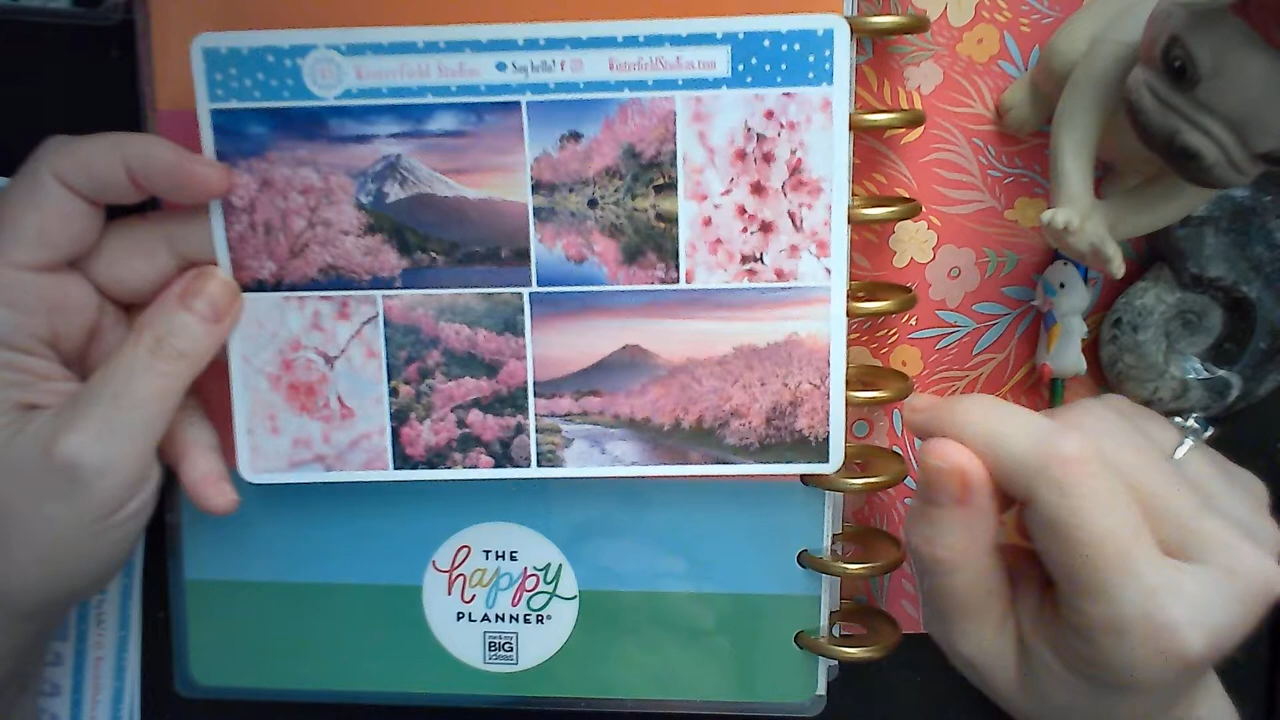 Winterfield Studios Say hello! f WinterfieldStudios.com
THE
happy
PLANNER®
me & my
BIG
ideas